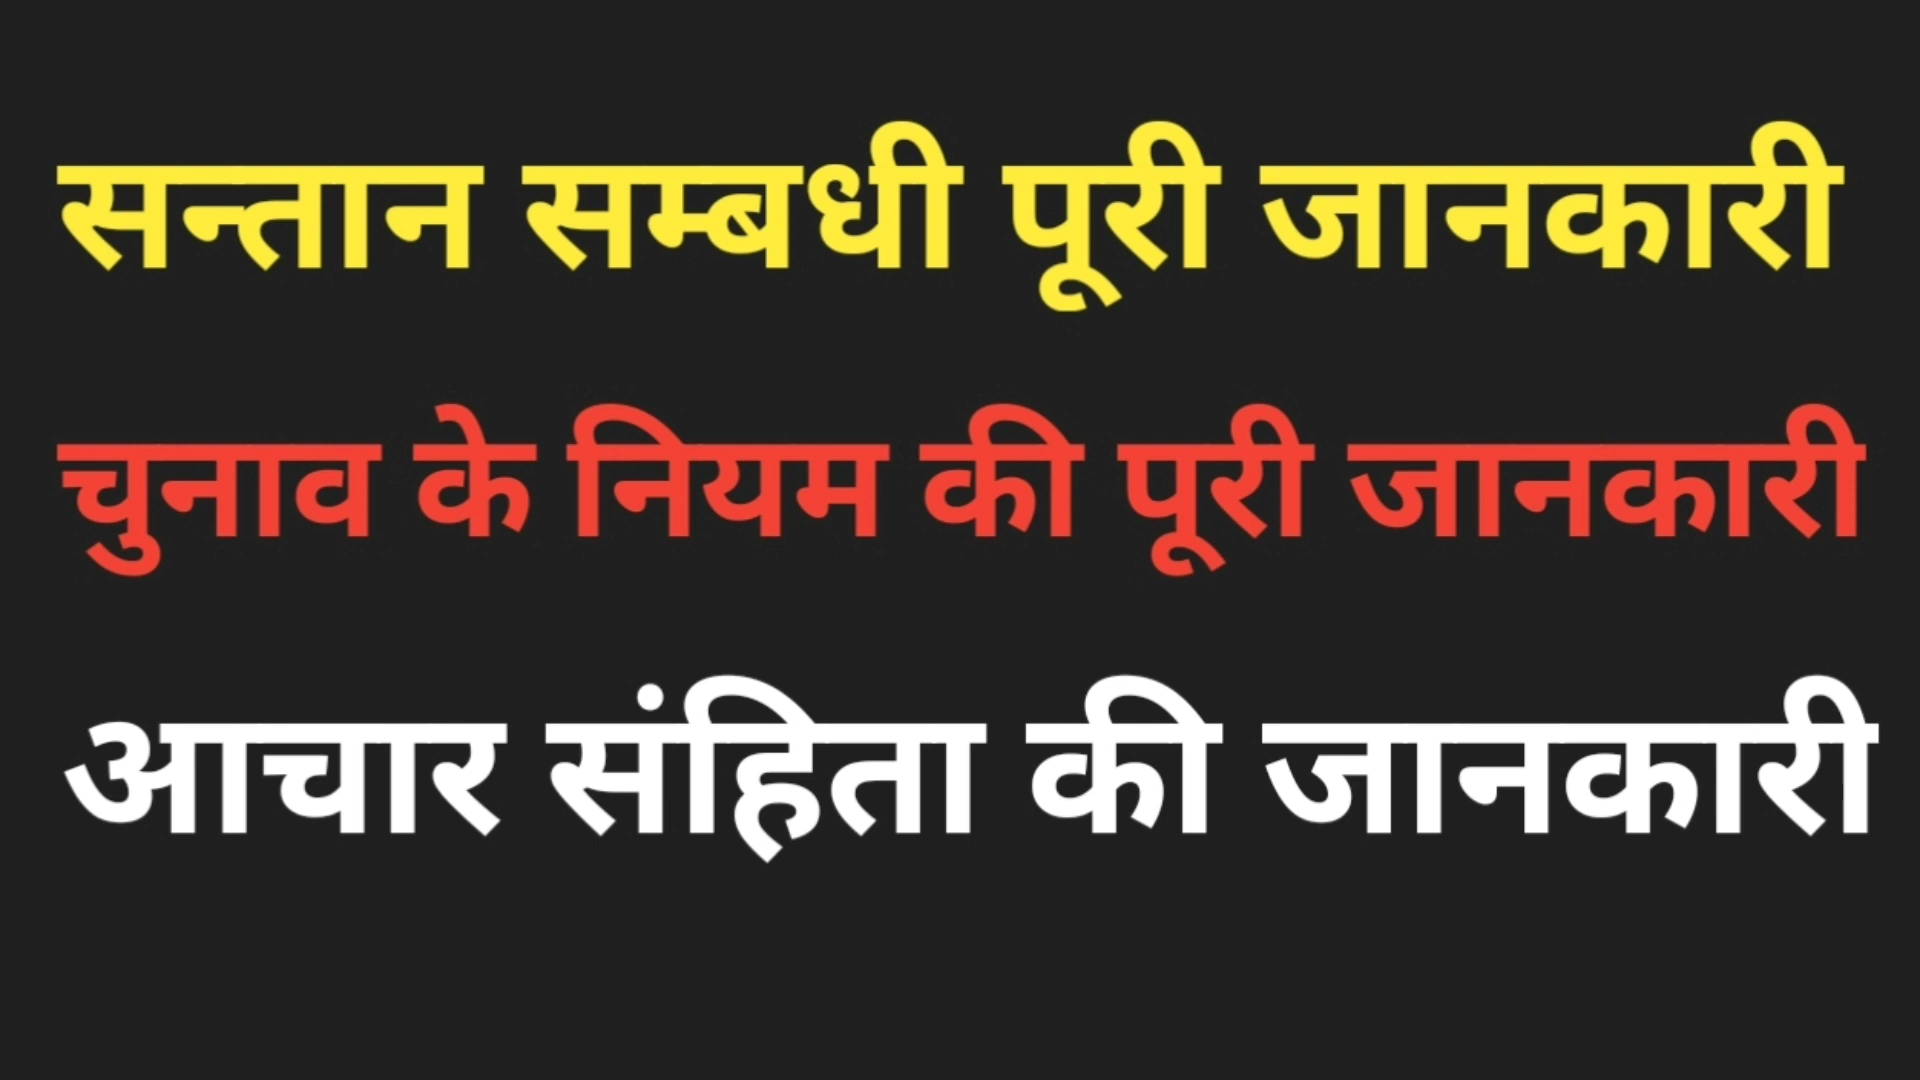 सन्तान सम्बधी पूरी जानकारी
चुनाव के नियम की पूरी जानकारी
आचार संहिता की जानकारी